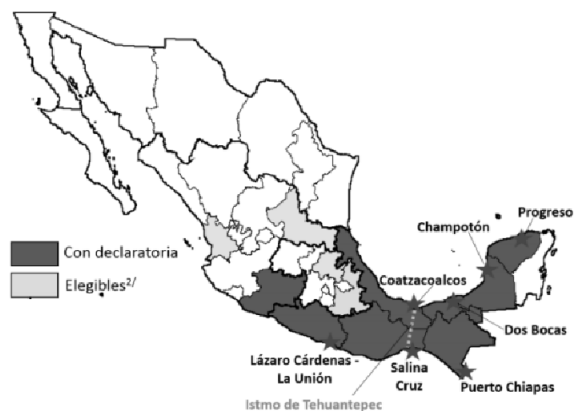 Progreso
Champotón
Con declaratoria
Coatzacoalcos
Elegibles2/
Dos Bocas
Lázaro Cárdenas -
La Unión
Salina
Cruz
Puerto Chiapas
Istmo de Tehuantepec